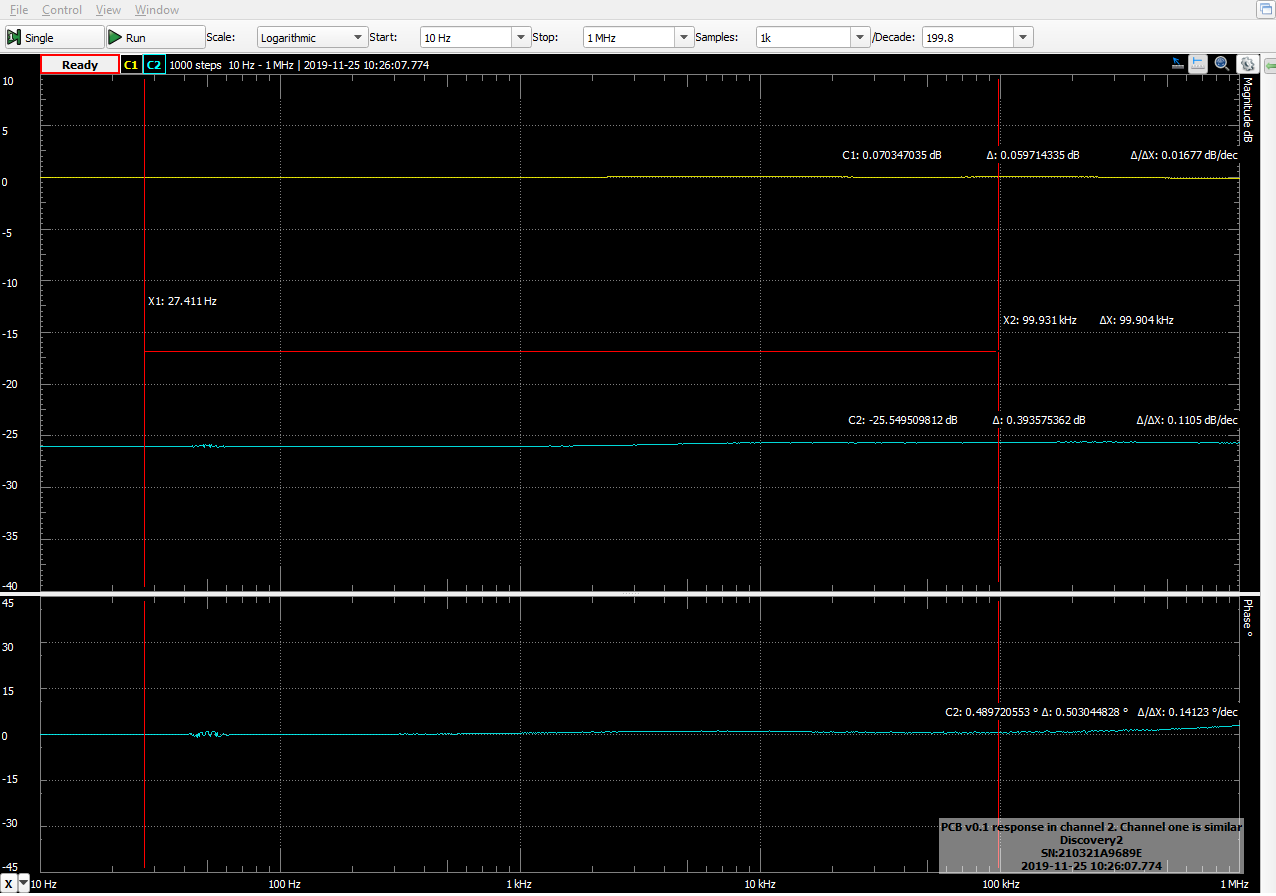 File Control View Window
Single Run Scale: Logarithmic Start: 10 Hz Stop: 1 MHz Samples: 1k /Decade: 199.8
Ready C1 C2 1000 steps 10 Hz - 1 MHz | 2019-11-25 10:26:07.774
Magnitude dB
10
5
C1: 0.070347035 dB Δ: 0.059714335 dB Δ/ΔX: 0.01677 dB/dec
0
-5
-10
X1: 27.411 Hz
X2: 99.931 kHz ΔX: 99.904 kHz
-15
-20
C2: -25.549509812 dB Δ: 0.393575362 dB Δ/ΔX: 0.1105 dB/dec
-25
-30
-35
-40
Phase °
45
30
15
C2: 0.489720553 ° Δ: 0.503044828 ° Δ/ΔX: 0.14123 °/dec
0
-15
-30
PCB v0.1 response in channel 2. Channel one is similar
Discovery2
SN:210321A9689E
2019-11-25 10:26:07.774
-45
X 10 Hz 100 Hz 1 kHz 10 kHz 100 kHz 1 MHz